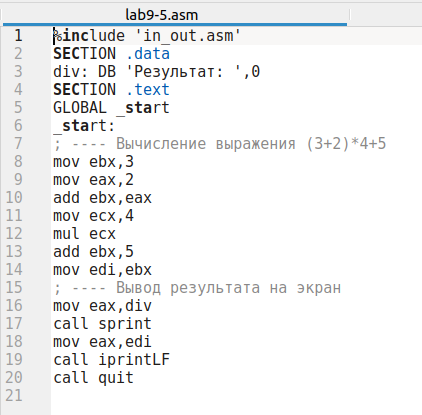 lab9-5.asm
1 %include 'in_out.asm'
2 SECTION .data
3 div: DB 'Результат: ',0
4 SECTION .text
5 GLOBAL _start
6 _start:
7 ; ---- Вычисление выражения (3+2)*4+5
8 mov ebx,3
9 mov eax,2
10 add ebx,eax
11 mov ecx,4
12 mul ecx
13 add ebx,5
14 mov edi,ebx
15 ; ---- Вывод результата на экран
16 mov eax,div
17 call sprint
18 mov eax,edi
19 call iprintLF
20 call quit
21